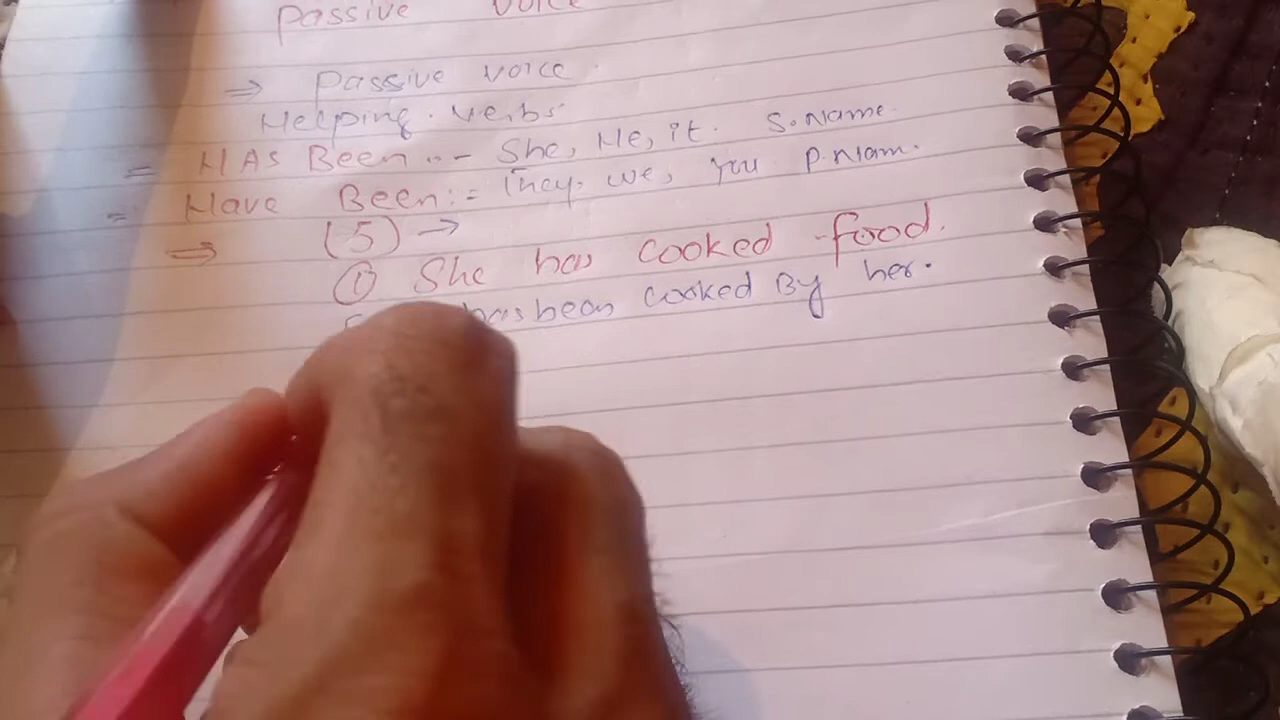 Passive Voice
⇒ Passive voice
Helping. verbs
= HAS Been :- She, He, it. S.Name.
= Have Been := They, we, you P.Nam.
⇒ (5) →
① She has cooked food.
has been cooked By her.